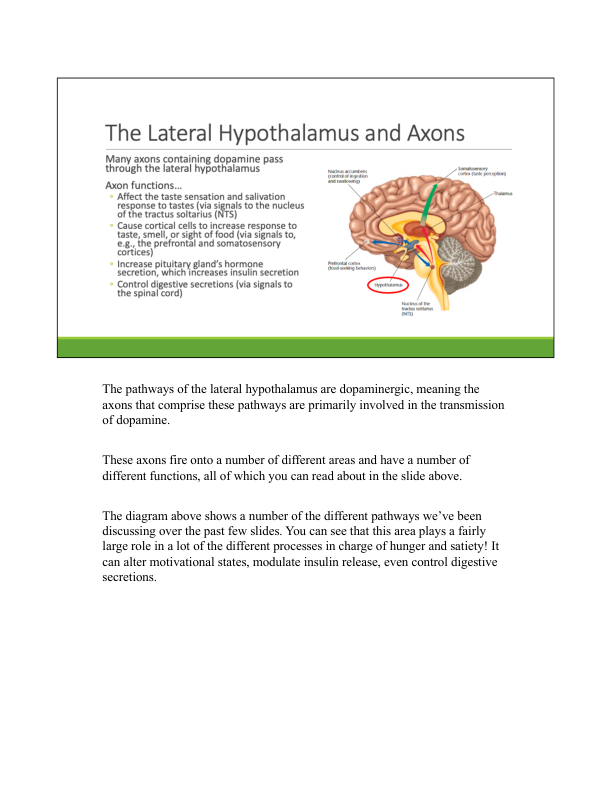 The Lateral Hypothalamus and Axons
Many axons containing dopamine pass
through the lateral hypothalamus
Axon functions...
Affect the taste sensation and salivation
response to tastes (via signals to the nucleus
of the tractus soltarius (NTS)
Cause cortical cells to increase response to
taste, smell, or sight of food (via signals to,
e.g., the prefrontal and somatosensory
cortices)
Increase pituitary gland's hormone
secretion, which increases insulin secretion
Control digestive secretions (via signals to
the spinal cord)
Nucleus accumbens
(control of ingestion
and swallowing)
Somatosensory
cortex (taste perception)
Thalamus
Prefrontal cortex
(food-seeking behaviors)
Hypothalamus
Nucleus of the
tractus solitarius
(NTS)
The pathways of the lateral hypothalamus are dopaminergic, meaning the
axons that comprise these pathways are primarily involved in the transmission
of dopamine.
These axons fire onto a number of different areas and have a number of
different functions, all of which you can read about in the slide above.
The diagram above shows a number of the different pathways we've been
discussing over the past few slides. You can see that this area plays a fairly
large role in a lot of the different processes in charge of hunger and satiety! It
can alter motivational states, modulate insulin release, even control digestive
secretions.